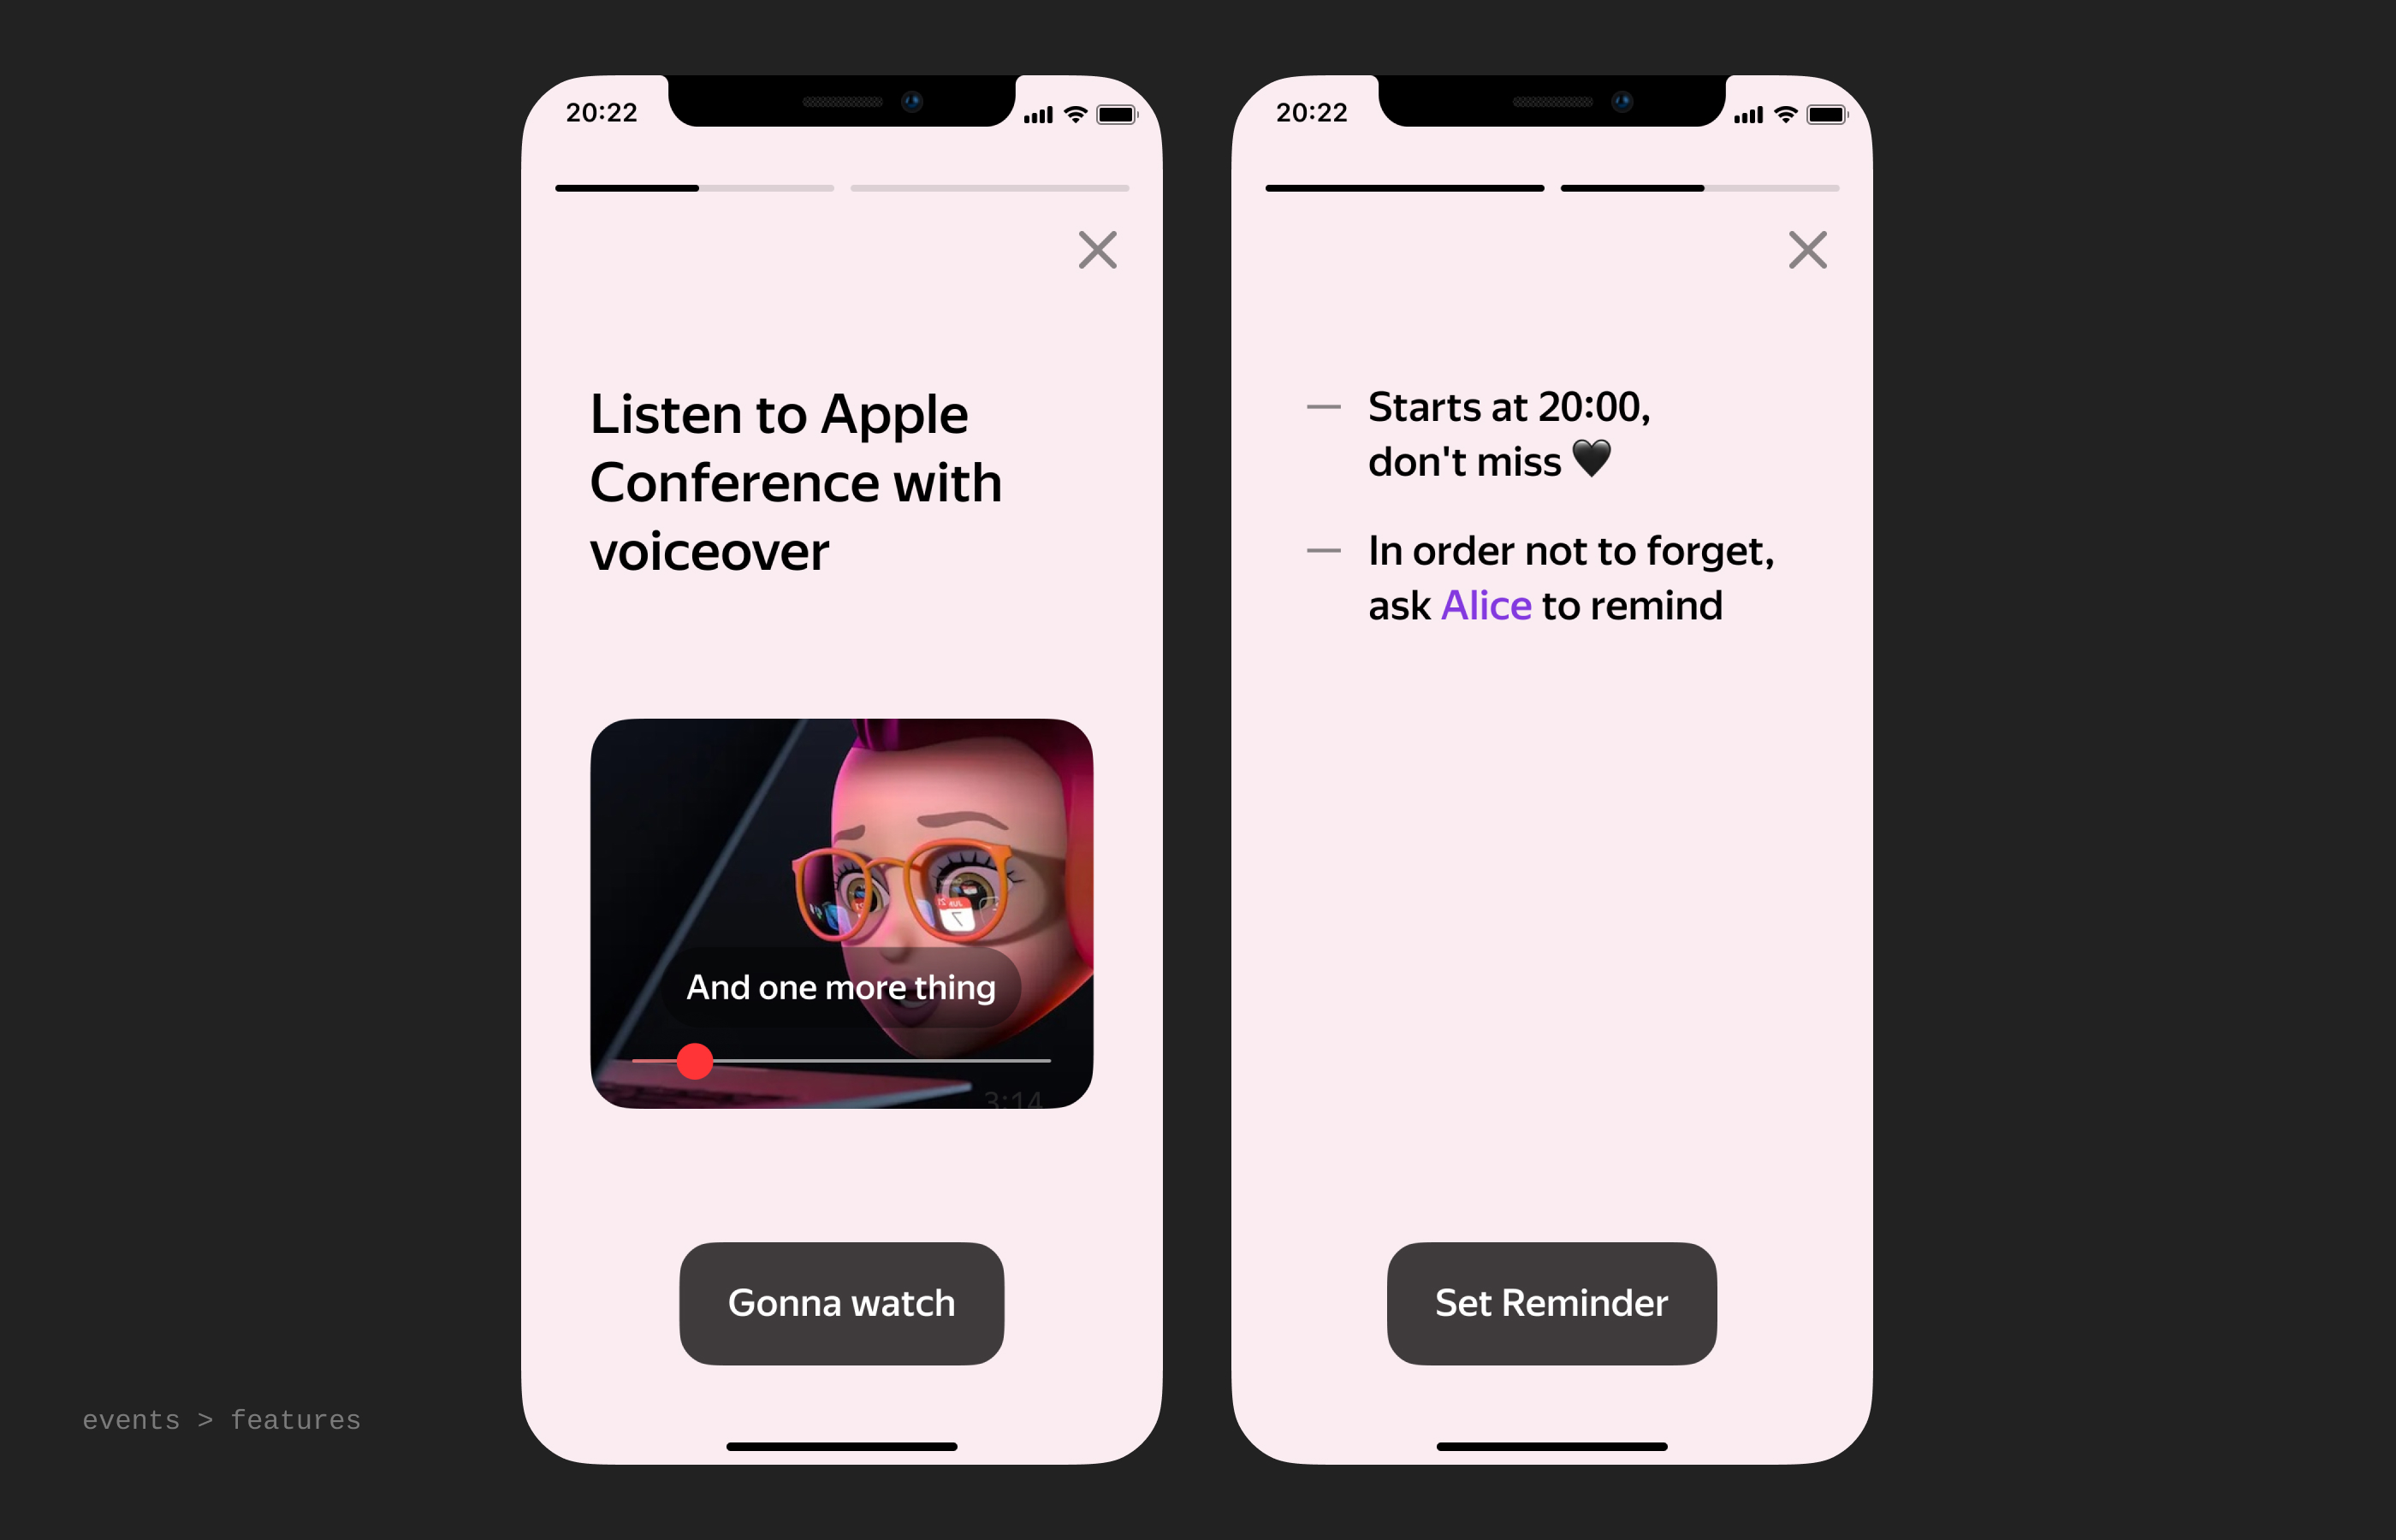 20:22
Listen to Apple
Conference with
voiceover
And one more thing
3:14
Gonna watch
20:22
Starts at 20:00,
don't miss 🖤
In order not to forget,
ask Alice to remind
Set Reminder
events > features